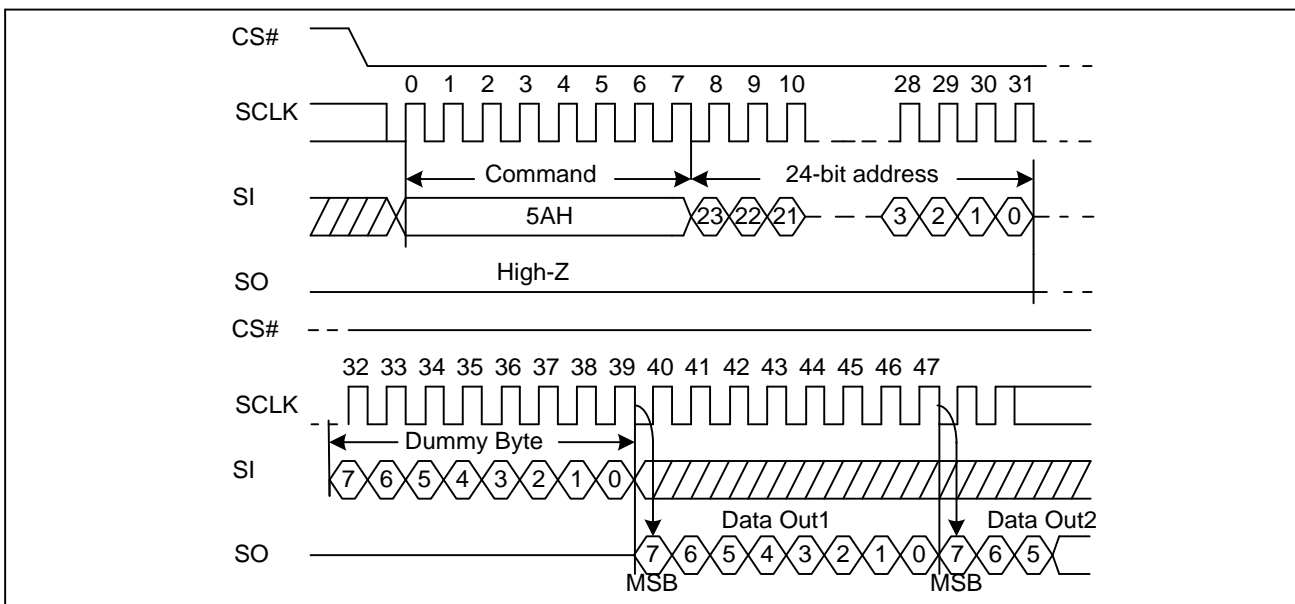 CS#
0 1 2 3 4 5 6 7 8 9 10 28 29 30 31
SCLK
Command 24-bit address
SI
5AH 23 22 21 3 2 1 0
High-Z
SO
CS#
32 33 34 35 36 37 38 39 40 41 42 43 44 45 46 47
SCLK
Dummy Byte
SI
7 6 5 4 3 2 1 0
Data Out1 Data Out2
SO
7 6 5 4 3 2 1 0 7 6 5
MSB MSB